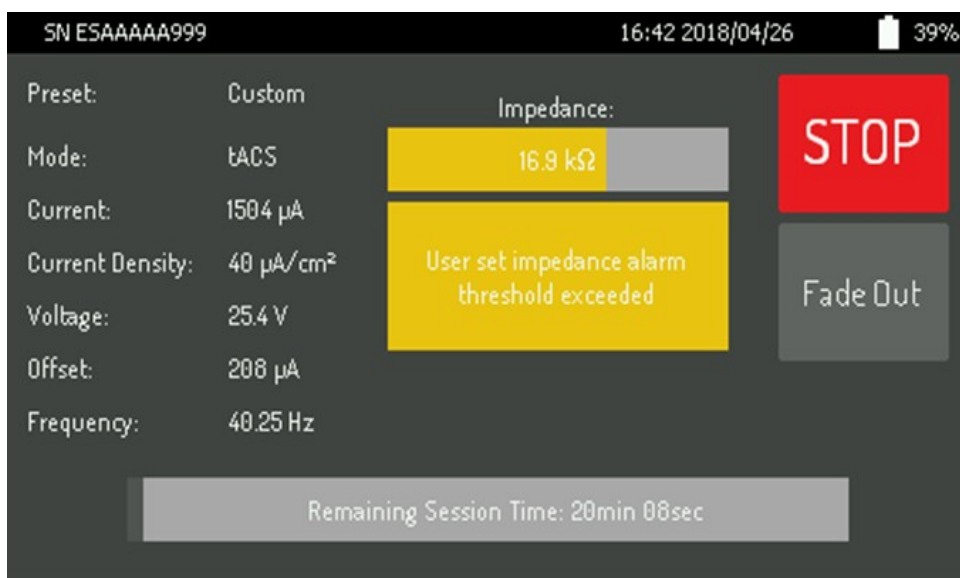 SN ESAAAAA999 16:42 2018/04/26 39%
Preset: Custom
Mode: tACS
Current: 1504 µA
Current Density: 40 µA/cm²
Voltage: 25.4 V
Offset: 208 µA
Frequency: 40.25 Hz
Impedance:
16.9 kΩ
User set impedance alarm
threshold exceeded
STOP
Fade Out
Remaining Session Time: 20min 08sec